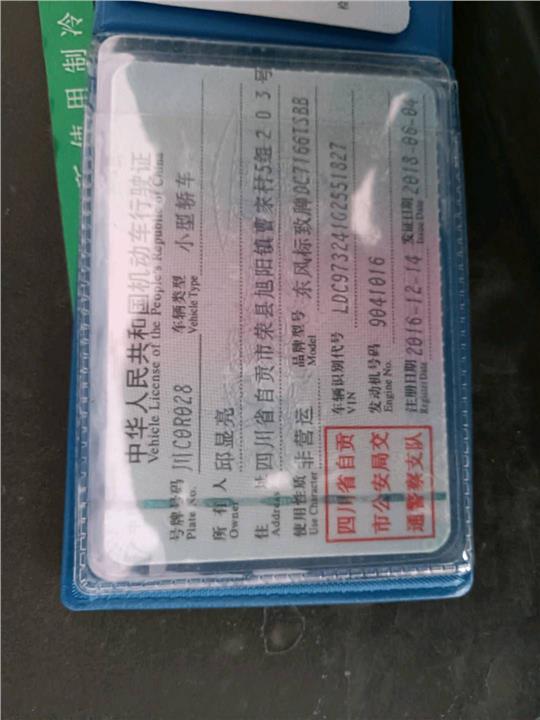 中华人民共和国机动车行驶证
Vehicle License of the People's Republic of China
号牌号码 川C0R028 车辆类型 小型轿车
Plate No. Vehicle Type
所有人 邱显亮
Owner
住址 四川省自贡市荣县旭阳镇曹家村5组203号
Address
使用性质 非营运 品牌型号 东风标致牌DC7166TSBB
Use Character Model
四川省自贡
市公安局交
通警察支队
车辆识别代号 LDC973241G2551827
VIN
发动机号码 9041016
Engine No.
注册日期 2016-12-14 发证日期 2018-06-04
Register Date Issue Date
使用制冷
检